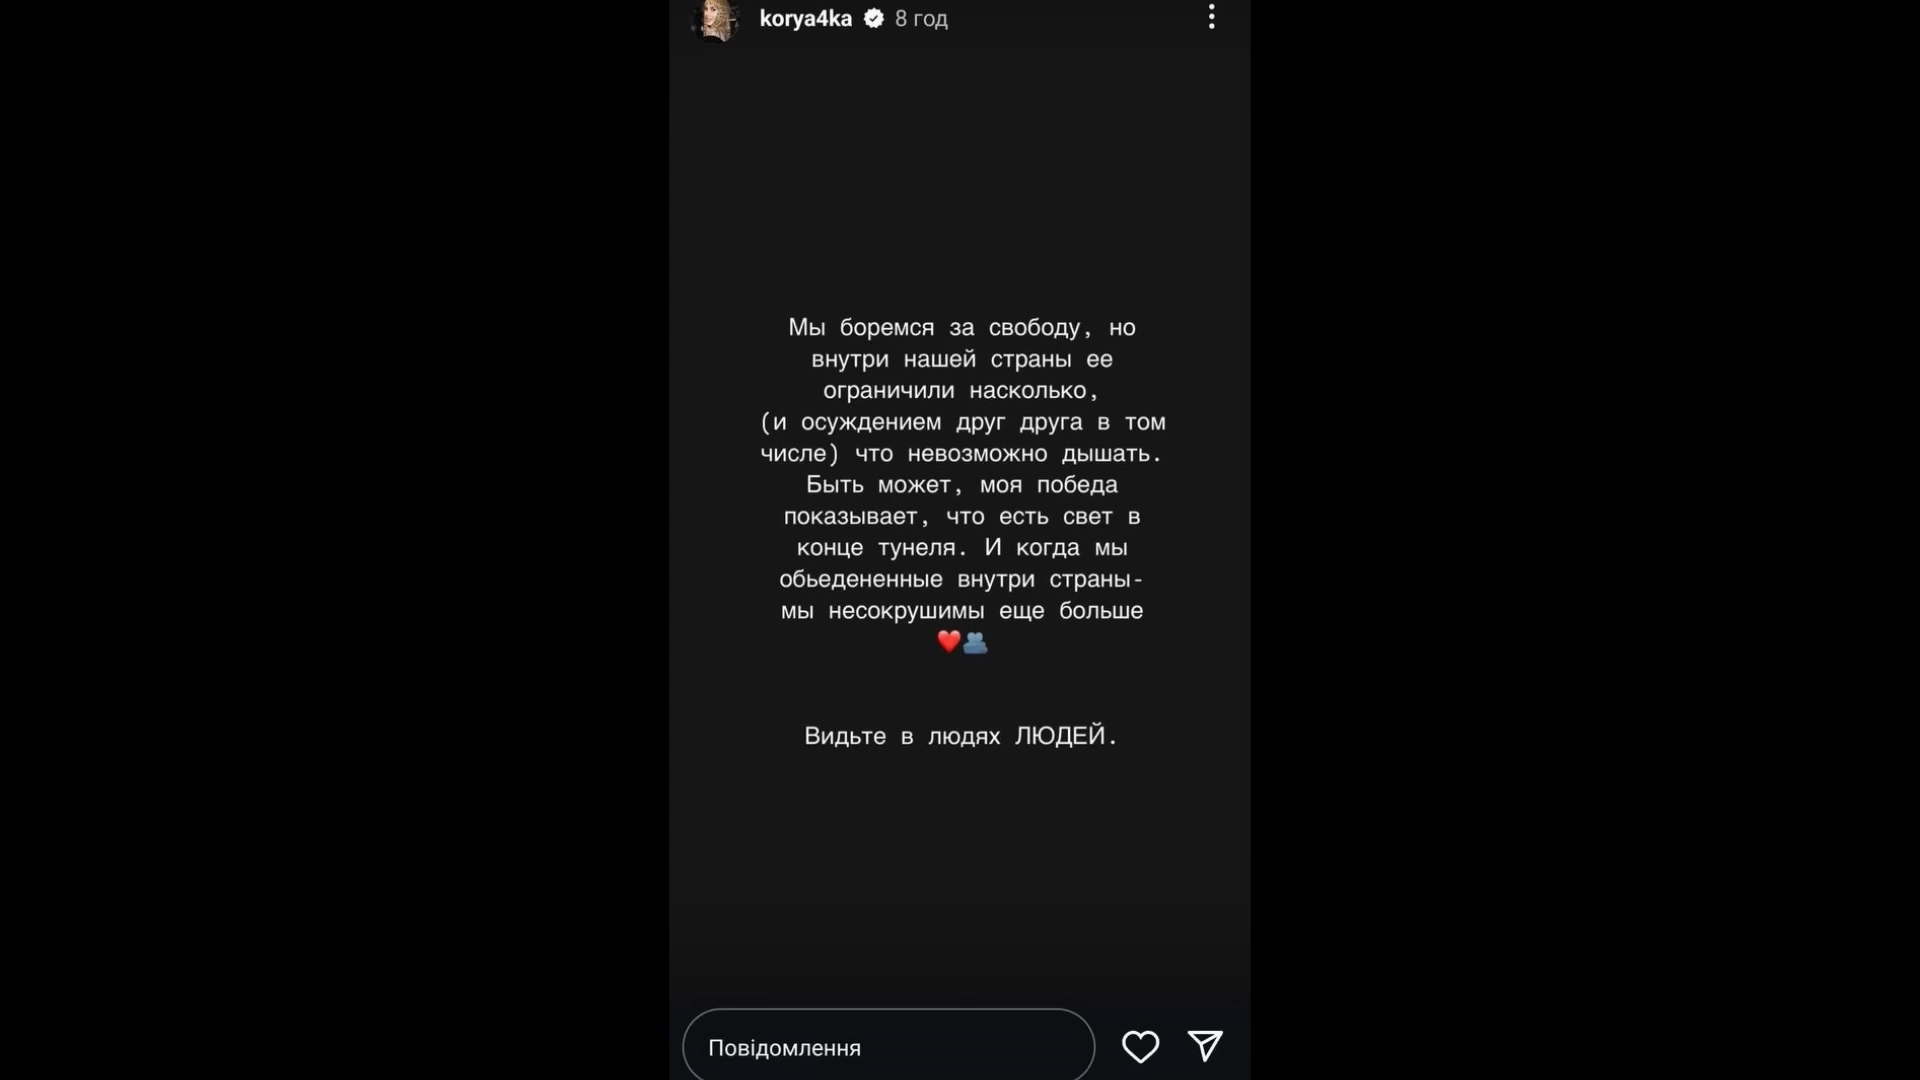 korya4ka 8 год
Мы боремся за свободу, но
внутри нашей страны ее
ограничили насколько,
(и осуждением друг друга в том
числе) что невозможно дышать.
Быть может, моя победа
показывает, что есть свет в
конце тунеля. И когда мы
обьедененные внутри страны-
мы несокрушимы еще больше
❤️🫂
Видьте в людях ЛЮДЕЙ.
Повідомлення